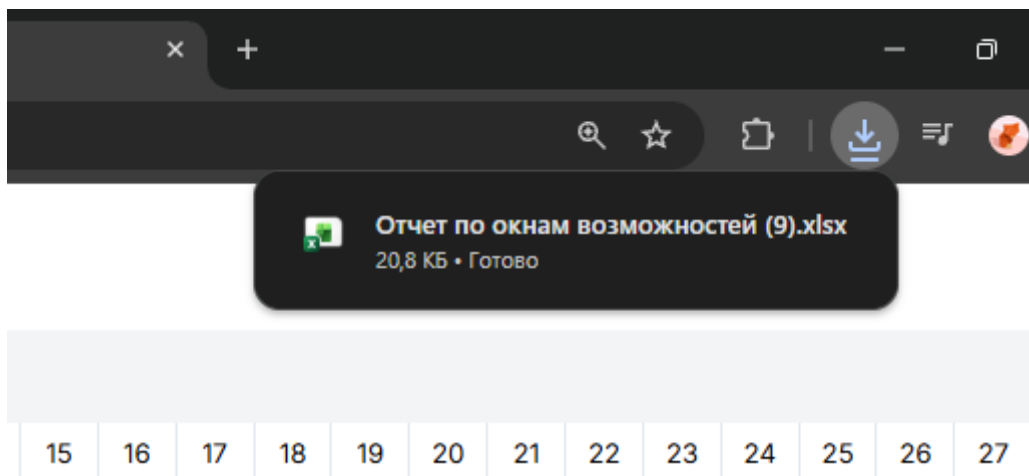 Отчет по окнам возможностей (9).xlsx
20,8 КБ • Готово
15 16 17 18 19 20 21 22 23 24 25 26 27